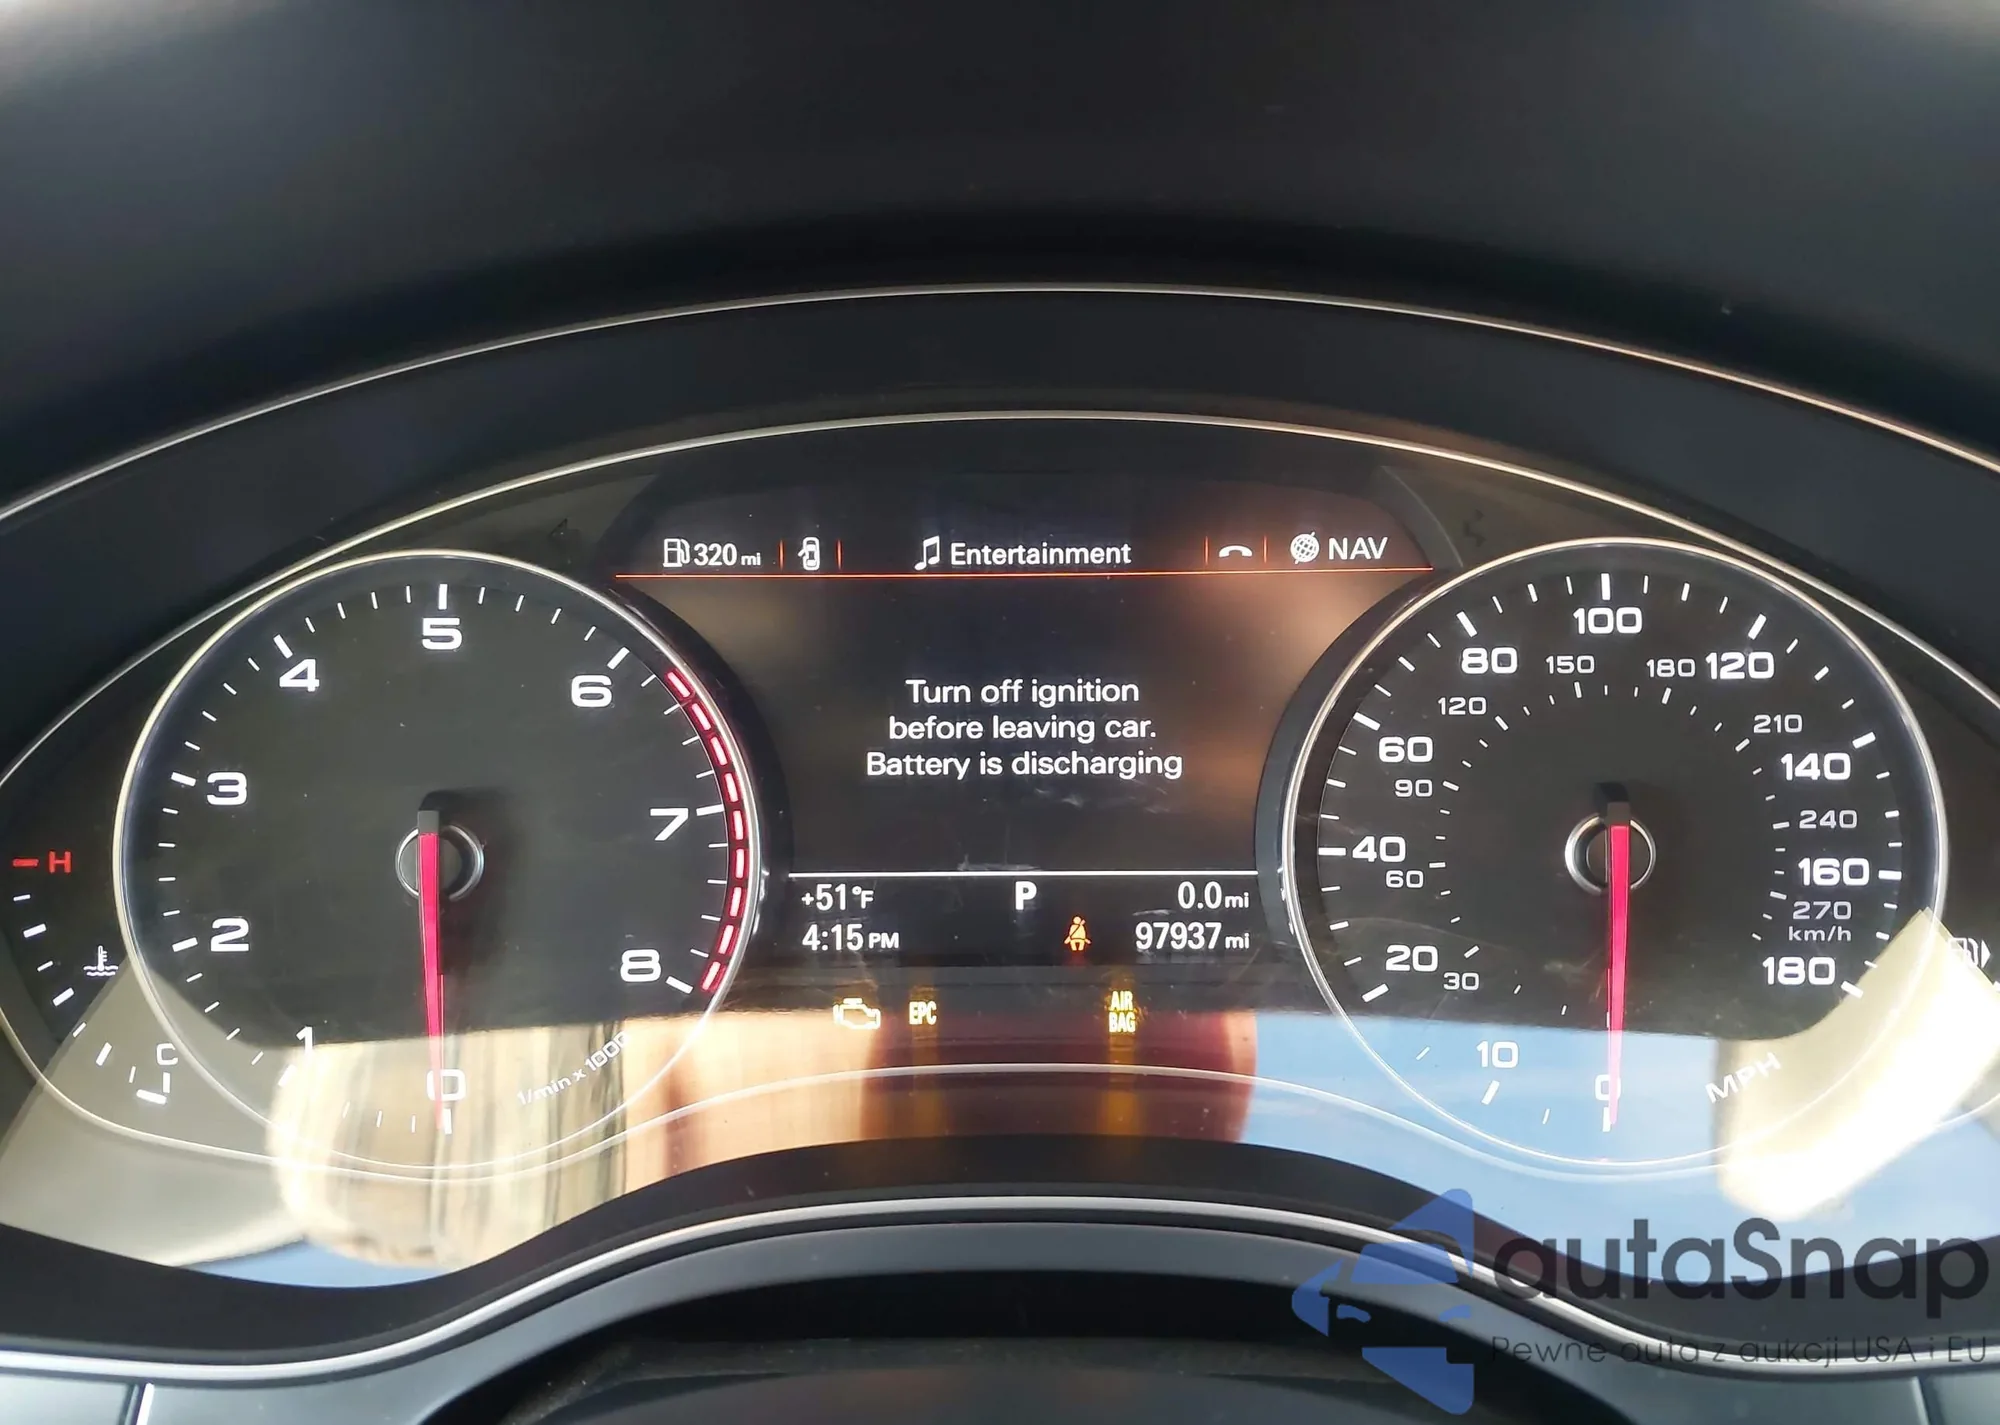 320 mi
Entertainment
NAV
Turn off ignition
before leaving car.
Battery is discharging
+51°F
P
0.0 mi
4:15 PM
97937 mi
EPC
AIR
BAG
H
C
0
1
2
3
4
5
6
7
8
1/min x 1000
0
10
20
40
60
80
100
120
140
160
180
MPH
30
60
90
120
150
180
210
240
270
km/h
autaSnap
Pewne auta z aukcji USA i EU